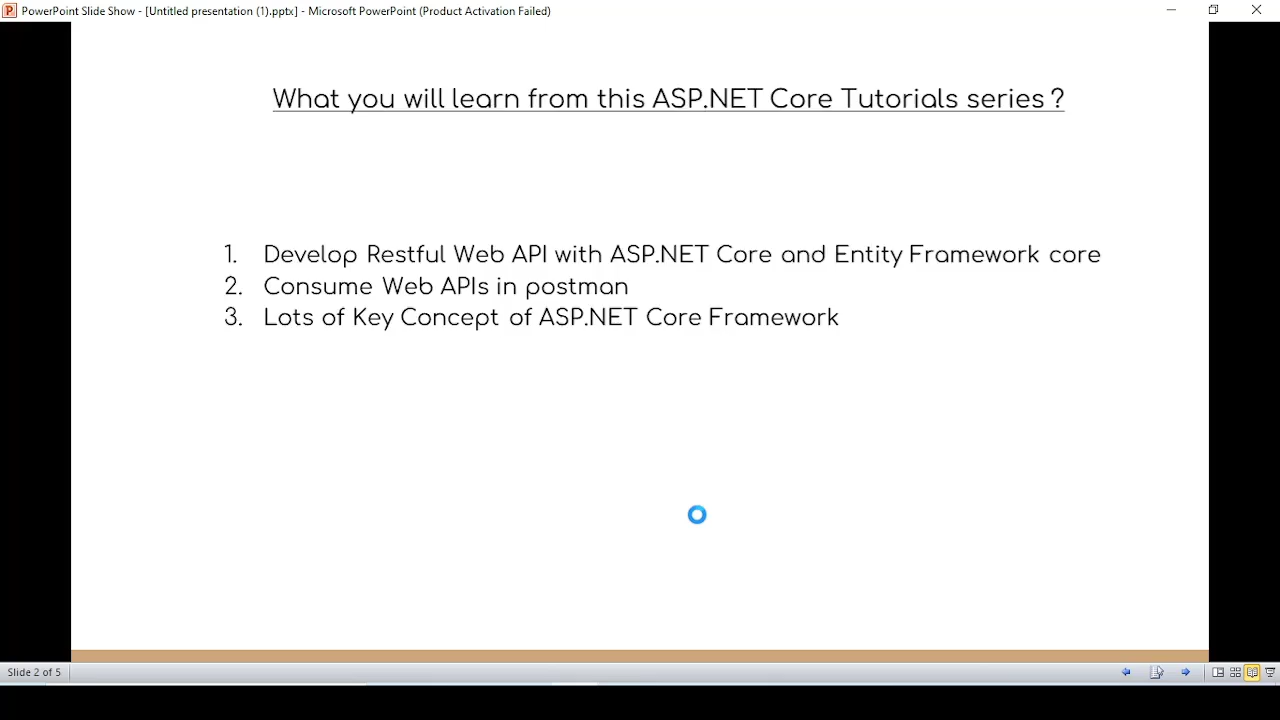 PowerPoint Slide Show - [Untitled presentation (1).pptx] - Microsoft PowerPoint (Product Activation Failed)
What you will learn from this ASP.NET Core Tutorials series ?
1. Develop Restful Web API with ASP.NET Core and Entity Framework core
2. Consume Web APIs in postman
3. Lots of Key Concept of ASP.NET Core Framework
Slide 2 of 5